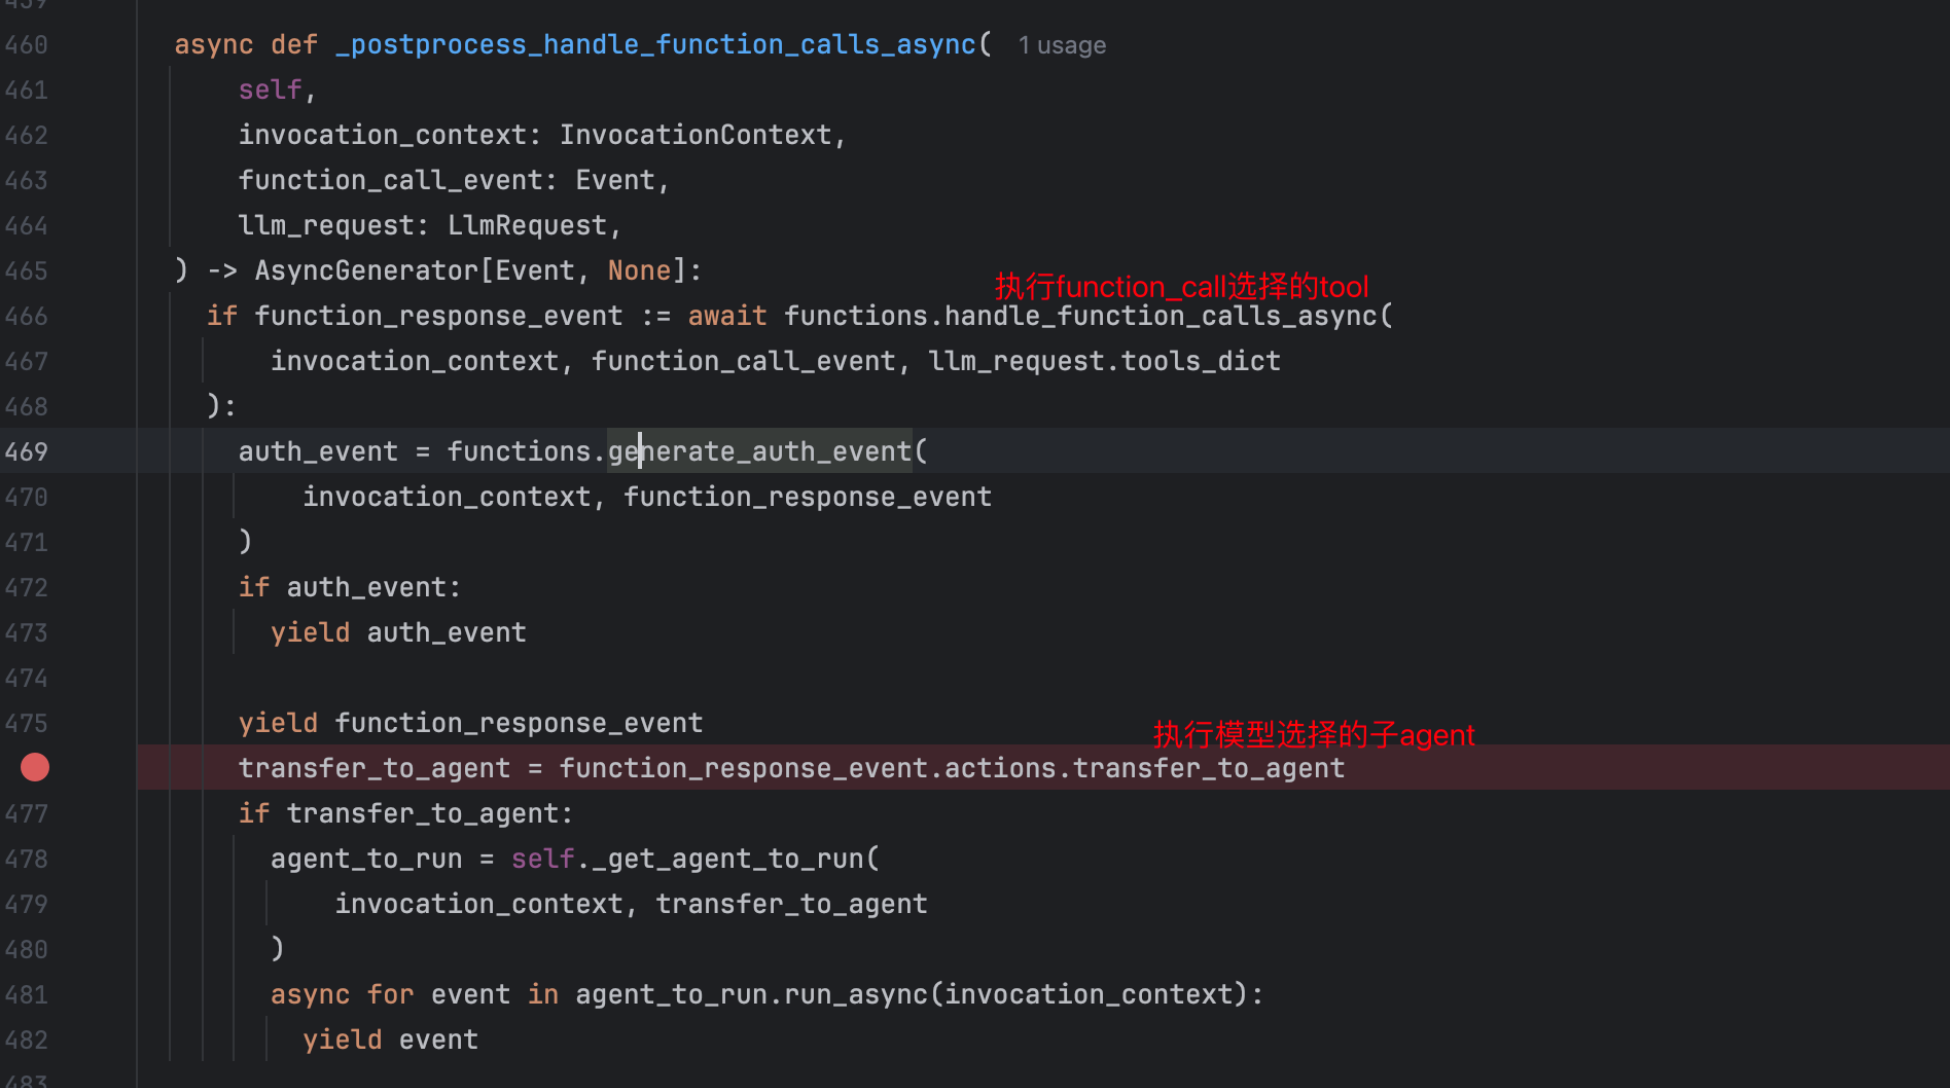 459
460 async def _postprocess_handle_function_calls_async( 1 usage
461 self,
462 invocation_context: InvocationContext,
463 function_call_event: Event,
464 llm_request: LlmRequest,
465 ) -> AsyncGenerator[Event, None]:
执行function_call选择的tool
466 if function_response_event := await functions.handle_function_calls_async(
467 invocation_context, function_call_event, llm_request.tools_dict
468 ):
469 auth_event = functions.generate_auth_event(
470 invocation_context, function_response_event
471 )
472 if auth_event:
473 yield auth_event
474
475 yield function_response_event
执行模型选择的子agent
transfer_to_agent = function_response_event.actions.transfer_to_agent
477 if transfer_to_agent:
478 agent_to_run = self._get_agent_to_run(
479 invocation_context, transfer_to_agent
480 )
481 async for event in agent_to_run.run_async(invocation_context):
482 yield event
483